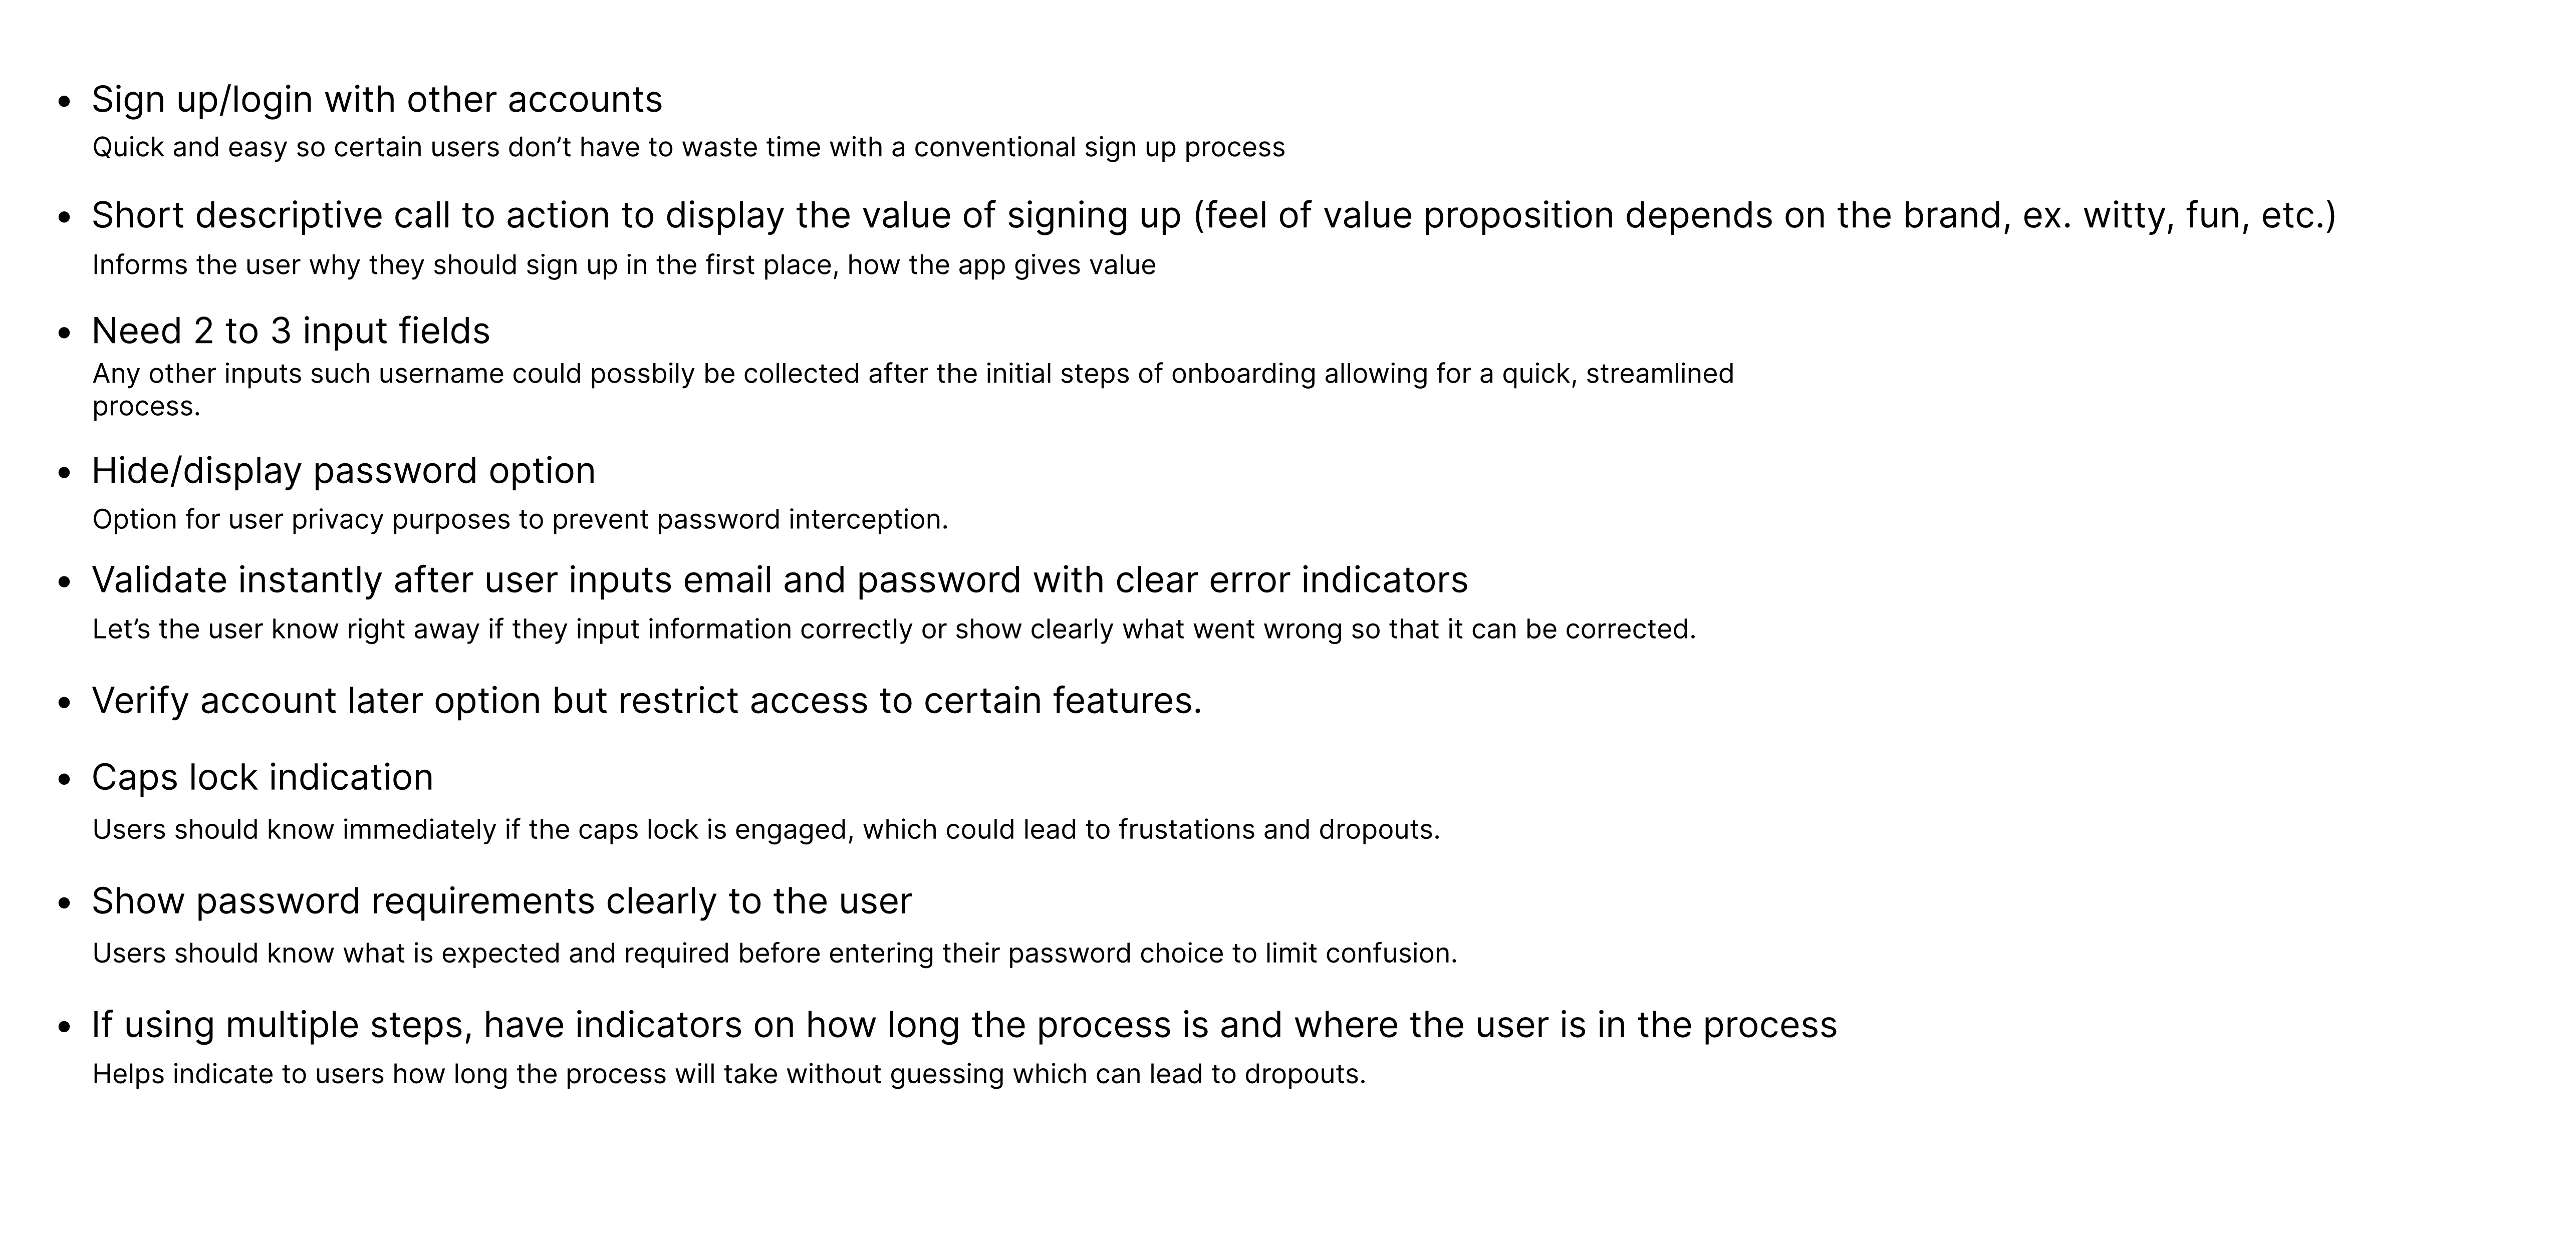 • Sign up/login with other accounts
Quick and easy so certain users don’t have to waste time with a conventional sign up process
• Short descriptive call to action to display the value of signing up (feel of value proposition depends on the brand, ex. witty, fun, etc.)
Informs the user why they should sign up in the first place, how the app gives value
• Need 2 to 3 input fields
Any other inputs such username could possbily be collected after the initial steps of onboarding allowing for a quick, streamlined
process.
• Hide/display password option
Option for user privacy purposes to prevent password interception.
• Validate instantly after user inputs email and password with clear error indicators
Let’s the user know right away if they input information correctly or show clearly what went wrong so that it can be corrected.
• Verify account later option but restrict access to certain features.
• Caps lock indication
Users should know immediately if the caps lock is engaged, which could lead to frustations and dropouts.
• Show password requirements clearly to the user
Users should know what is expected and required before entering their password choice to limit confusion.
• If using multiple steps, have indicators on how long the process is and where the user is in the process
Helps indicate to users how long the process will take without guessing which can lead to dropouts.